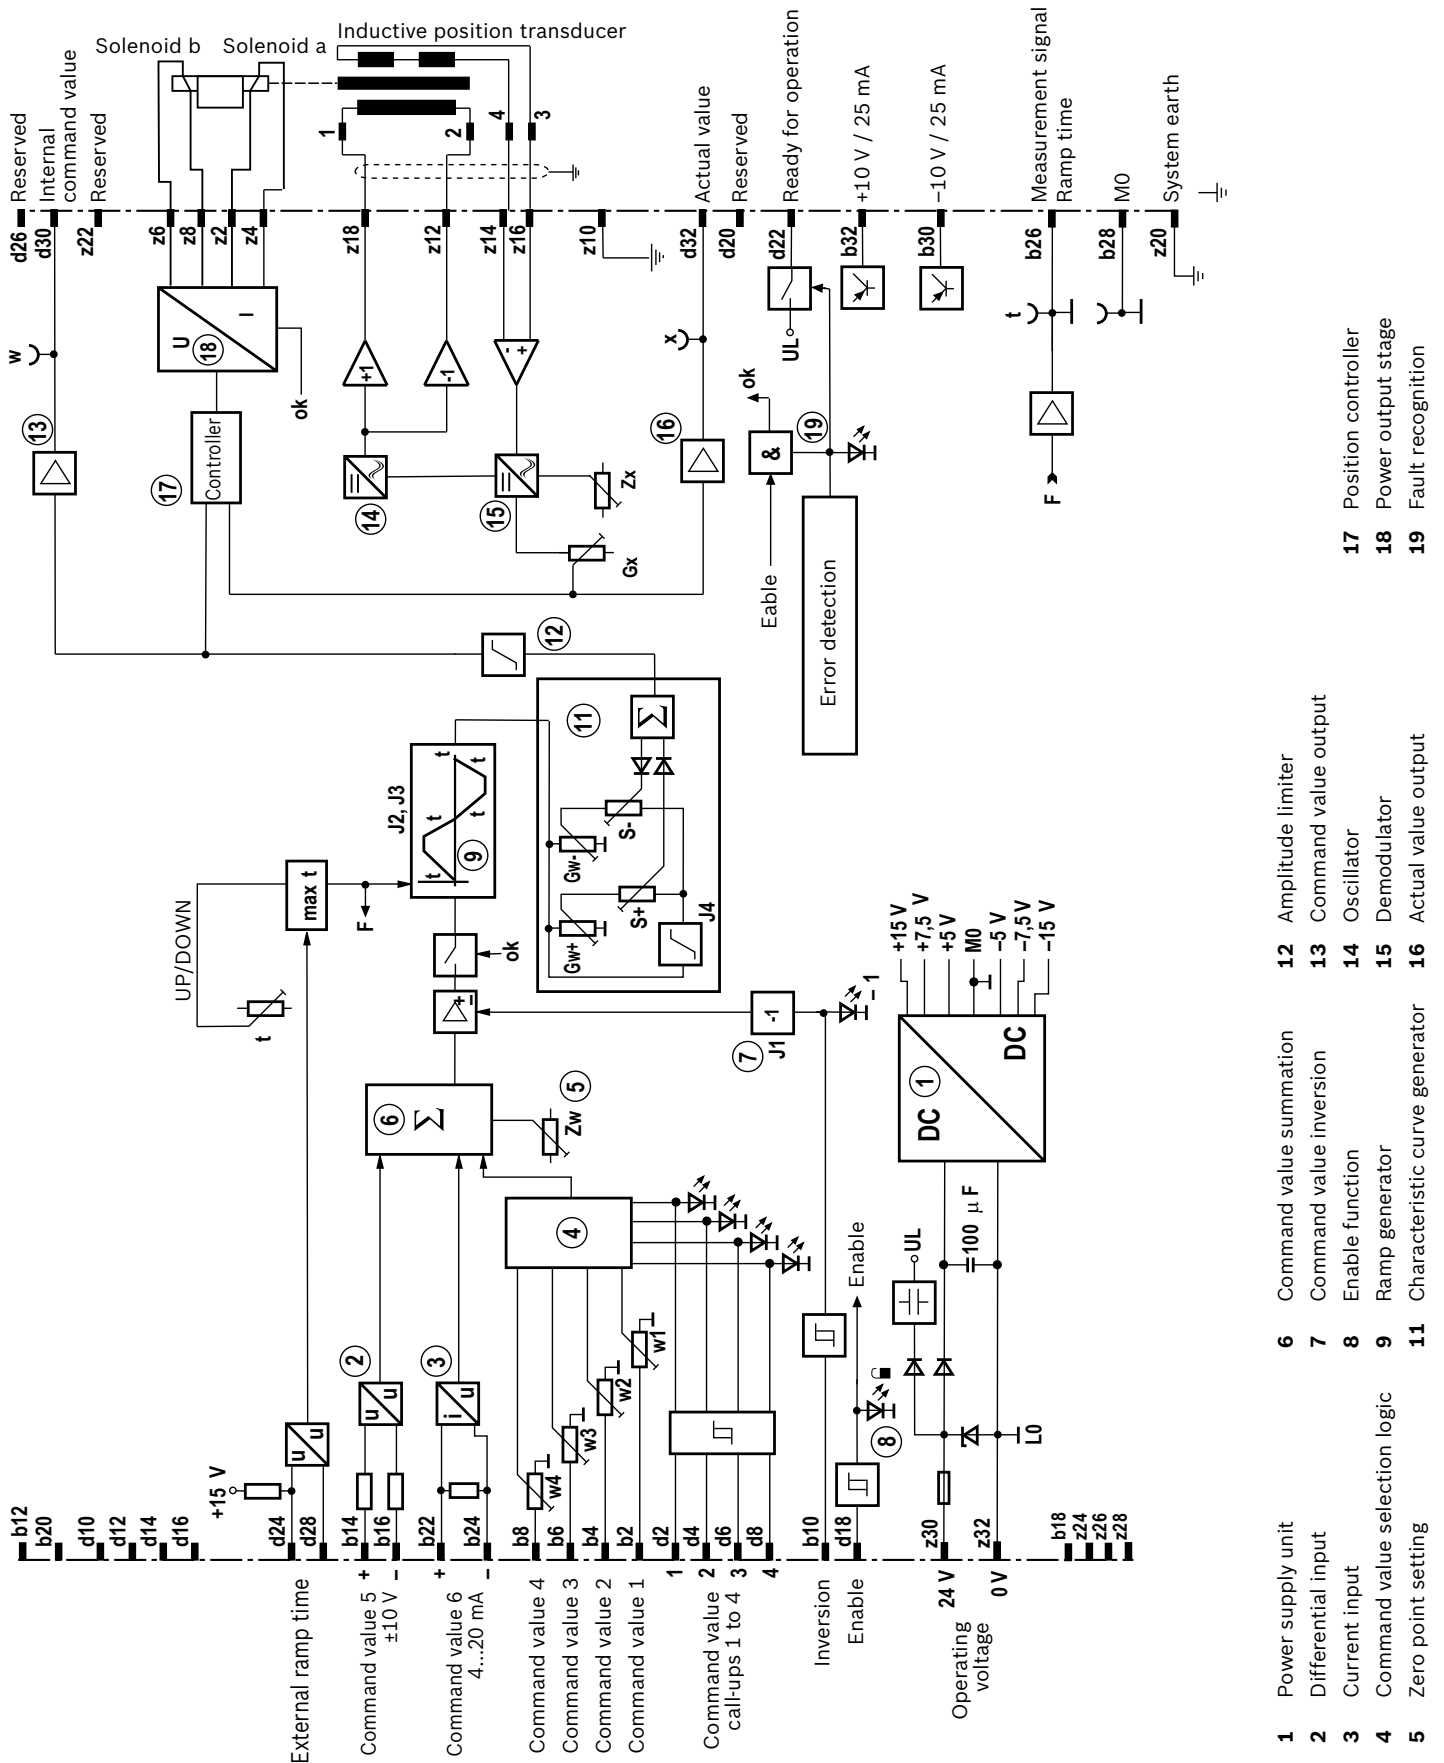 b12
b20
d10
d12
d14
d16
External ramp time
d24
d28
+15 V
u
u
Command value 5
±10 V
+
−
b14
b16
u
u
2
Command value 6
4...20 mA
+
−
b22
b24
i
u
3
Command value 4
b8
w4
Command value 3
b6
w3
Command value 2
b4
w2
Command value 1
b2
w1
Command value
call-ups 1 to 4
1
2
3
4
d2
d4
d6
d8
4
Inversion
b10
Enable
d18
8
Enable
Operating
voltage
24 V
0 V
z30
z32
L0
UL
100 µ F
b18
z24
z26
z28
DC
1
DC
+15 V
+7,5 V
+5 V
M0
−5 V
−7,5 V
−15 V
UP/DOWN
t
max t
F
6
Σ
Zw
5
+
−
ok
7
-1
J1
− 1
J2, J3
t
t
t
t
9
11
Gw+
Gw-
S+
S-
J4
Σ
12
13
w
17
Controller
U
18
I
ok
14
+1
-1
15
-
+
Zx
Gx
16
x
Eable
&
ok
19
Error detection
UL
F
t
d26
Reserved
d30
Internal
command value
z22
Reserved
z6
z8
z2
z4
Solenoid b
Solenoid a
Inductive position transducer
z18
z12
z14
z16
1
2
4
3
z10
d32
Actual value
d20
Reserved
d22
Ready for operation
b32
+10 V / 25 mA
b30
−10 V / 25 mA
b26
Measurement signal
Ramp time
b28
M0
z20
System earth
1 Power supply unit
2 Differential input
3 Current input
4 Command value selection logic
5 Zero point setting
6 Command value summation
7 Command value inversion
8 Enable function
9 Ramp generator
11 Characteristic curve generator
12 Amplitude limiter
13 Command value output
14 Oscillator
15 Demodulator
16 Actual value output
17 Position controller
18 Power output stage
19 Fault recognition